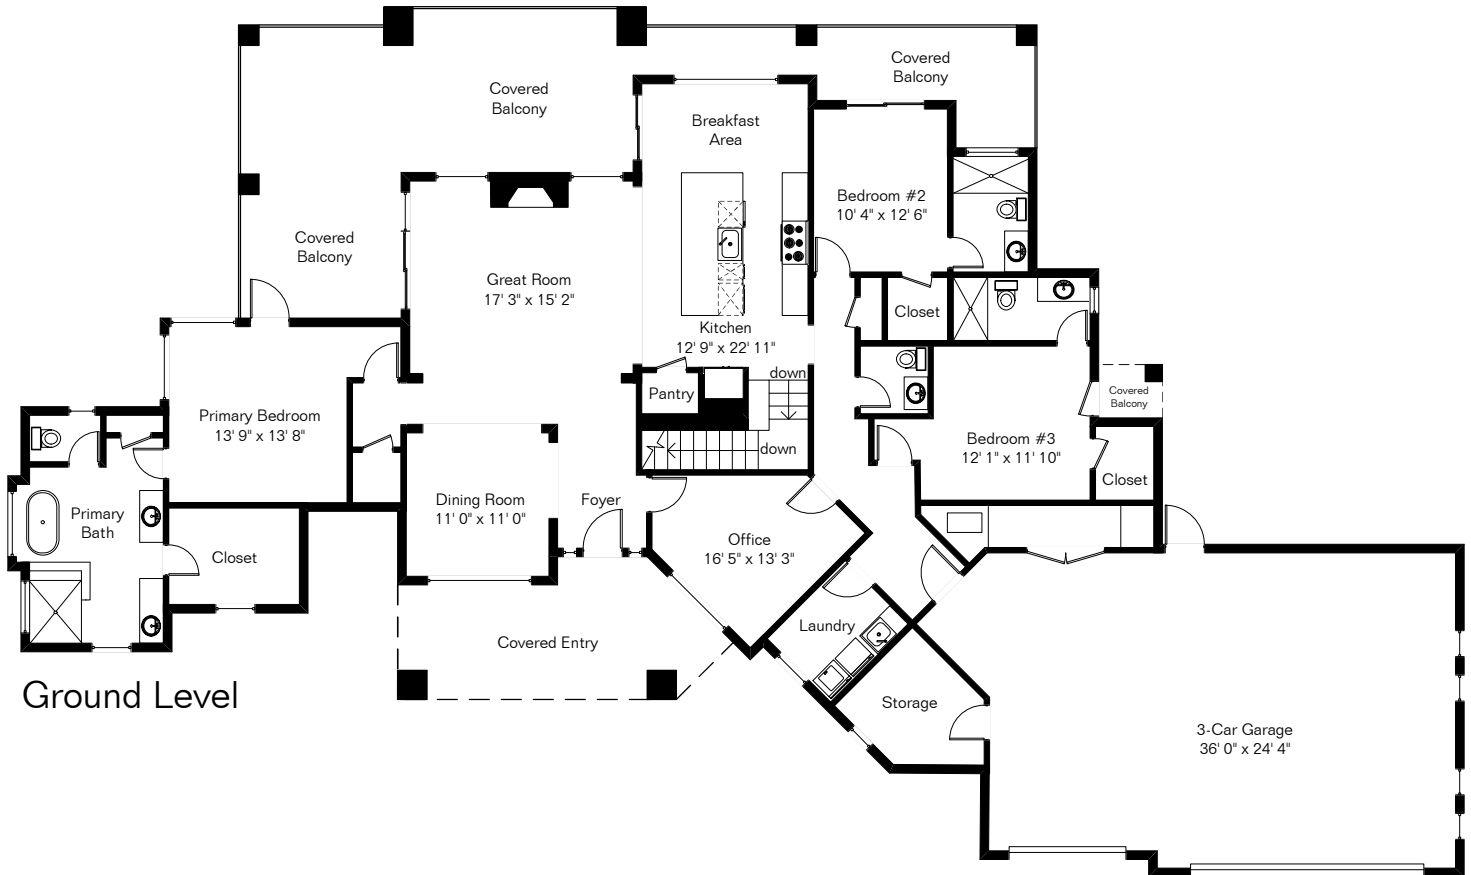 Covered
Balcony
Covered
Balcony
Breakfast
Area
Bedroom #2
10' 4" x 12' 6"
Covered
Balcony
Great Room
17' 3" x 15' 2"
Closet
Kitchen
12' 9" x 22' 11"
down
Pantry
Covered
Balcony
Primary Bedroom
13' 9" x 13' 8"
Bedroom #3
12' 1" x 11' 10"
down
Closet
Dining Room
11' 0" x 11' 0"
Foyer
Primary
Bath
Office
16' 5" x 13' 3"
Closet
Laundry
Covered Entry
Ground Level
Storage
3-Car Garage
36' 0" x 24' 4"